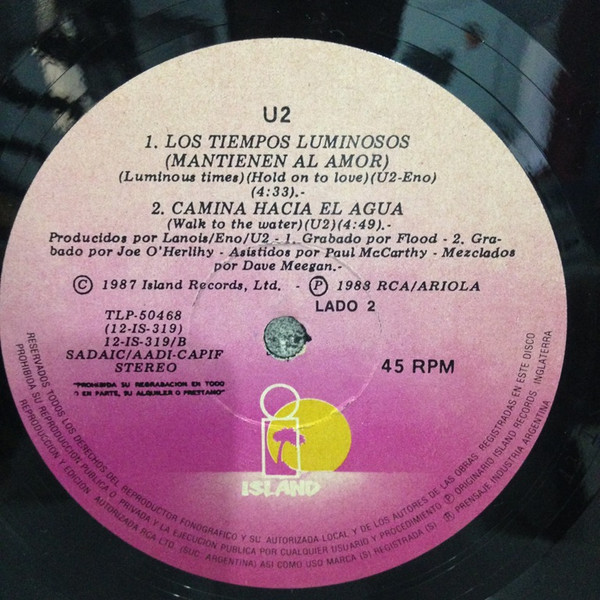 U2
1. LOS TIEMPOS LUMINOSOS
(MANTIENEN AL AMOR)
(Luminous times)(Hold on to love)(U2-Eno)
(4:33).-
2. CAMINA HACIA EL AGUA
(Walk to the water)(U2)(4:49).-
Producidos por Lanois/Eno/U2 - 1. Grabado por Flood - 2. Gra-
bado por Joe O'Herlihy - Asistidos por Paul McCarthy - Mezclados
por Dave Meegan.-
Ⓒ 1987 Island Records, Ltd. - Ⓟ 1988 RCA/ARIOLA
LADO 2
TLP-50468
(12-IS-319)
12-IS-319/B
SADAIC/AADI-CAPIF
STEREO
45 RPM
"PROHIBIDA SU REGRABACION EN TODO
O EN PARTE, SU ALQUILER O PRESTAMO"
ISLAND
RESERVADOS TODOS LOS DERECHOS DEL REPRODUCTOR FONOGRAFICO Y SU AUTORIZADA LOCAL Y DE LOS AUTORES DE LAS OBRAS REGISTRADAS EN ESTE DISCO
PROHIBIDA SU REPRODUCCION PUBLICA O PRIVADA Y LA EJECUCION PUBLICA POR CUALQUIER USUARIO Y PROCEDIMIENTO Ⓟ ORIGINARIO ISLAND RECORDS INGLATERRA
REPRODUCCION Y EDICION AUTORIZADA RCA LTD. (SUC. ARGENTINA) ASI COMO USO MARCA (S) REGISTRADA (S) PRENSAJE INDUSTRIA ARGENTINA